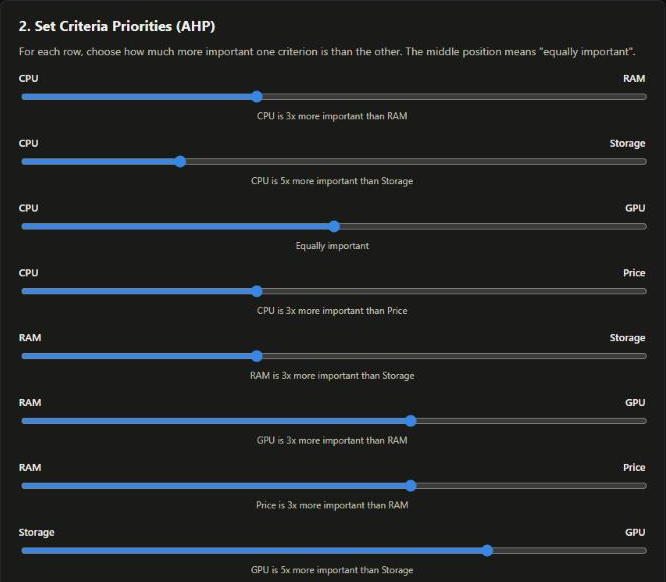 2. Set Criteria Priorities (AHP)
For each row, choose how much more important one criterion is than the other. The middle position means "equally important".
CPU RAM
CPU is 3x more important than RAM
CPU Storage
CPU is 5x more important than Storage
CPU GPU
Equally important
CPU Price
CPU is 3x more important than Price
RAM Storage
RAM is 3x more important than Storage
RAM GPU
GPU is 3x more important than RAM
RAM Price
Price is 3x more important than RAM
Storage GPU
GPU is 5x more important than Storage